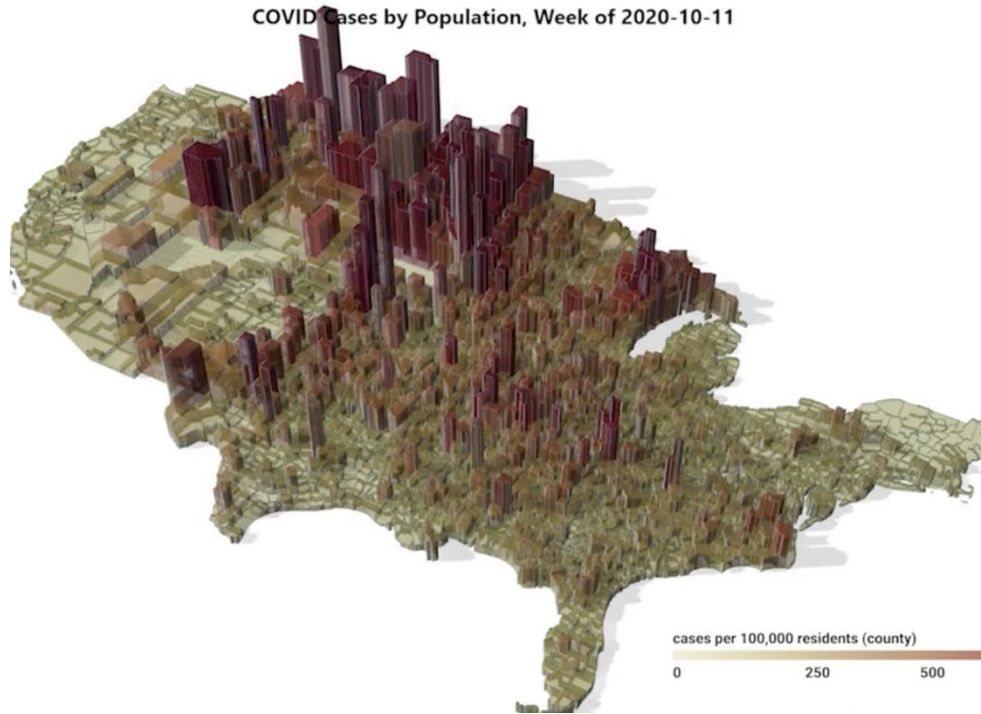 COVID Cases by Population, Week of 2020-10-11
cases per 100,000 residents (county)
0 250 500